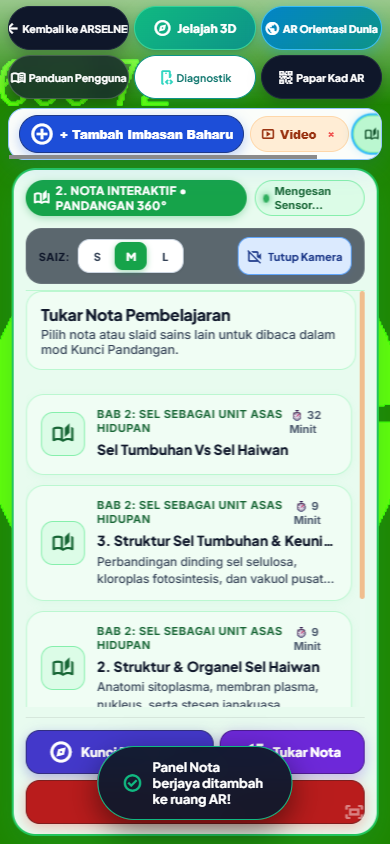 Kembali ke ARSELNE
Jelajah 3D
AR Orientasi Dunia
Panduan Pengguna
Diagnostik
Papar Kad AR
+ Tambah Imbasan Baharu
Video ×
2. NOTA INTERAKTIF •
PANDANGAN 360°
Mengesan
Sensor...
SAIZ:
S
M
L
Tutup Kamera
Tukar Nota Pembelajaran
Pilih nota atau slaid sains lain untuk dibaca dalam
mod Kunci Pandangan.
BAB 2: SEL SEBAGAI UNIT ASAS
HIDUPAN
32
Minit
Sel Tumbuhan Vs Sel Haiwan
BAB 2: SEL SEBAGAI UNIT ASAS
HIDUPAN
9
Minit
3. Struktur Sel Tumbuhan & Keuni...
Perbandingan dinding sel selulosa,
kloroplas fotosintesis, dan vakuol pusat...
BAB 2: SEL SEBAGAI UNIT ASAS
HIDUPAN
9
Minit
2. Struktur & Organel Sel Haiwan
Anatomi sitoplasma, membran plasma,
nukleus, serta
Tukar Nota
Panel Nota
berjaya ditambah
ke ruang AR!